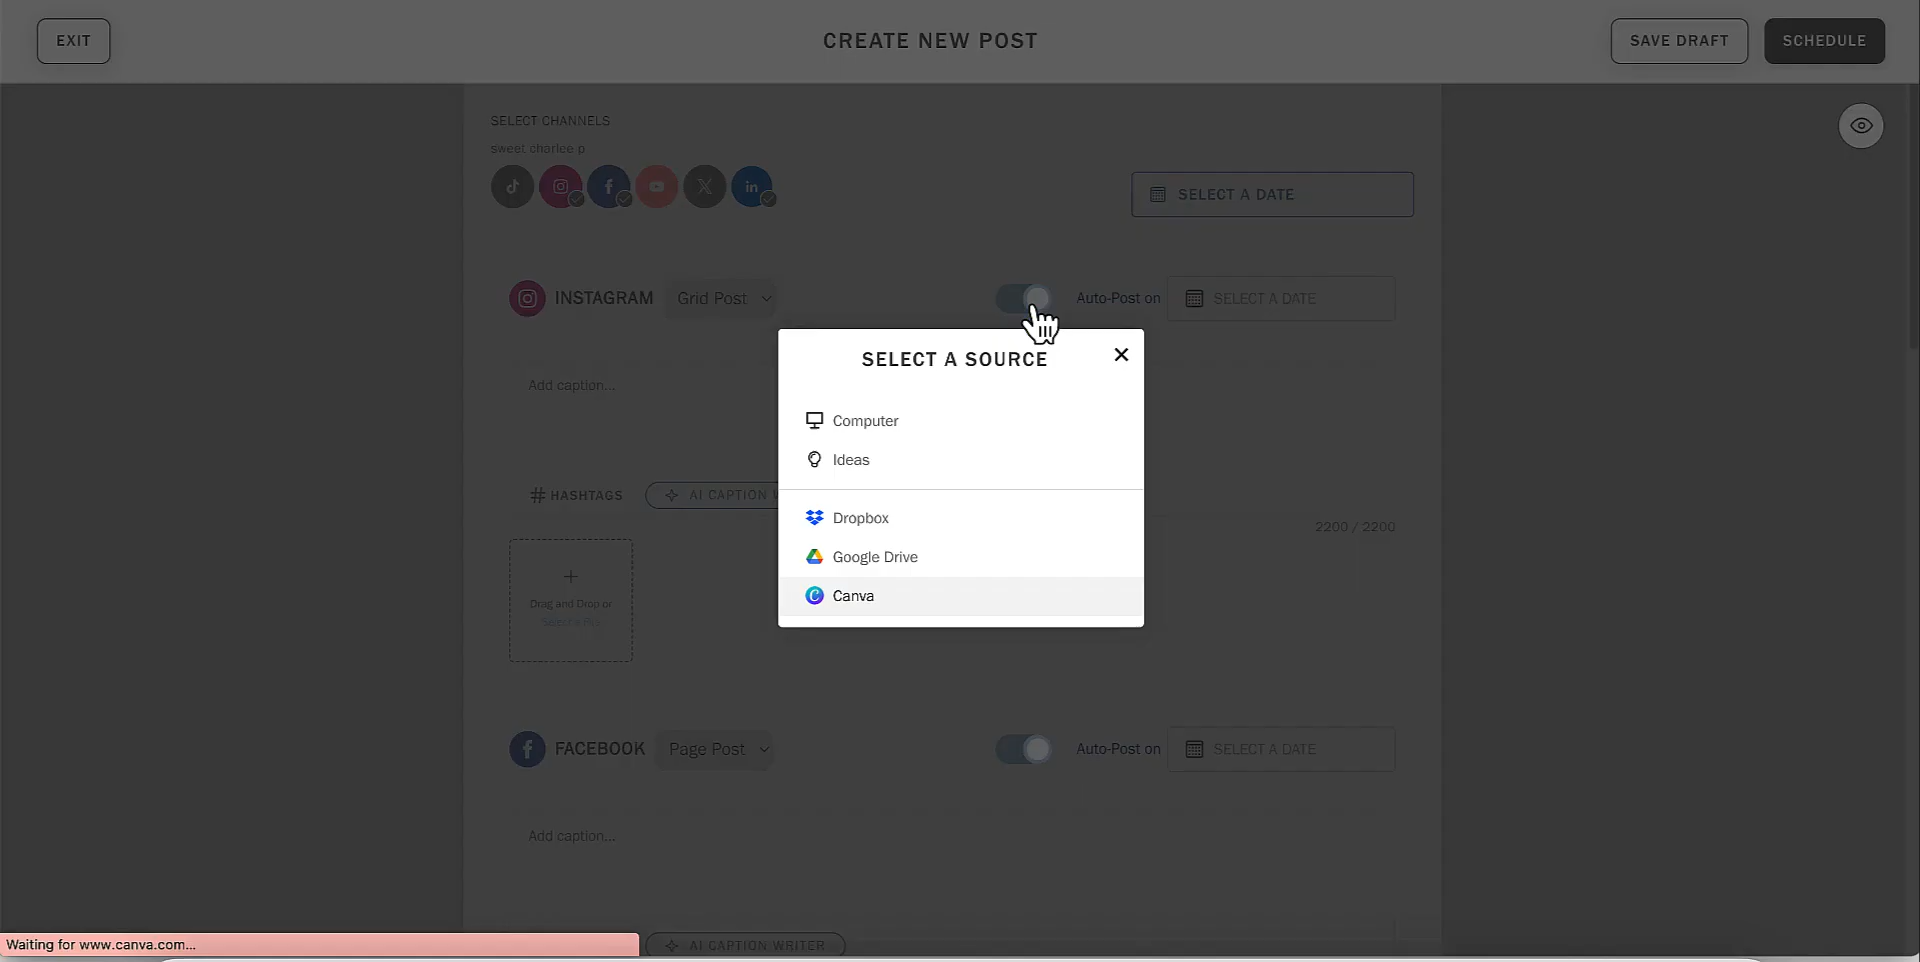 EXIT
CREATE NEW POST
SAVE DRAFT
SCHEDULE
SELECT CHANNELS
sweet charlee p
SELECT A DATE
INSTAGRAM
Grid Post
Auto-Post on
SELECT A DATE
SELECT A SOURCE
Add caption...
Computer
Ideas
# HASHTAGS
AI CAPTION W
Dropbox
2200 / 2200
Google Drive
Canva
Drag and Drop or
Select a File
FACEBOOK
Page Post
Auto-Post on
SELECT A DATE
Add caption...
Waiting for www.canva.com...
AI CAPTION WRITER